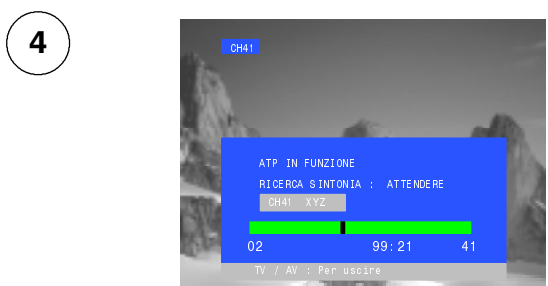 4
CH41
ATP IN FUNZIONE
RICERCA SINTONIA : ATTENDERE
CH41 XYZ
02 99:21 41
TV / AV : Per uscire